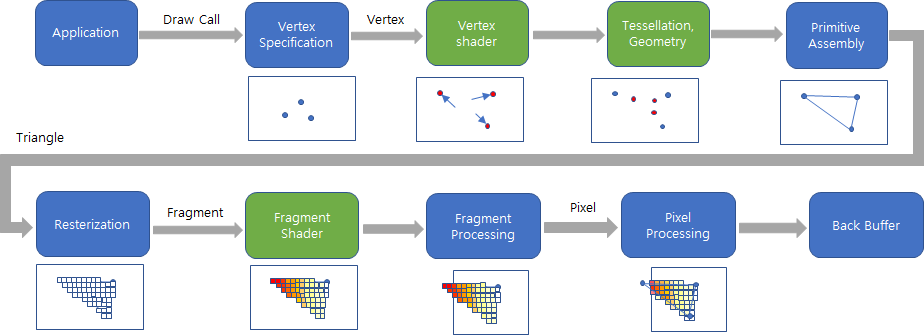 Application
Draw Call
Vertex
Specification
Vertex
Vertex
shader
Tessellation,
Geometry
Primitive
Assembly
Triangle
Resterization
Fragment
Fragment
Shader
Fragment
Processing
Pixel
Pixel
Processing
Back Buffer